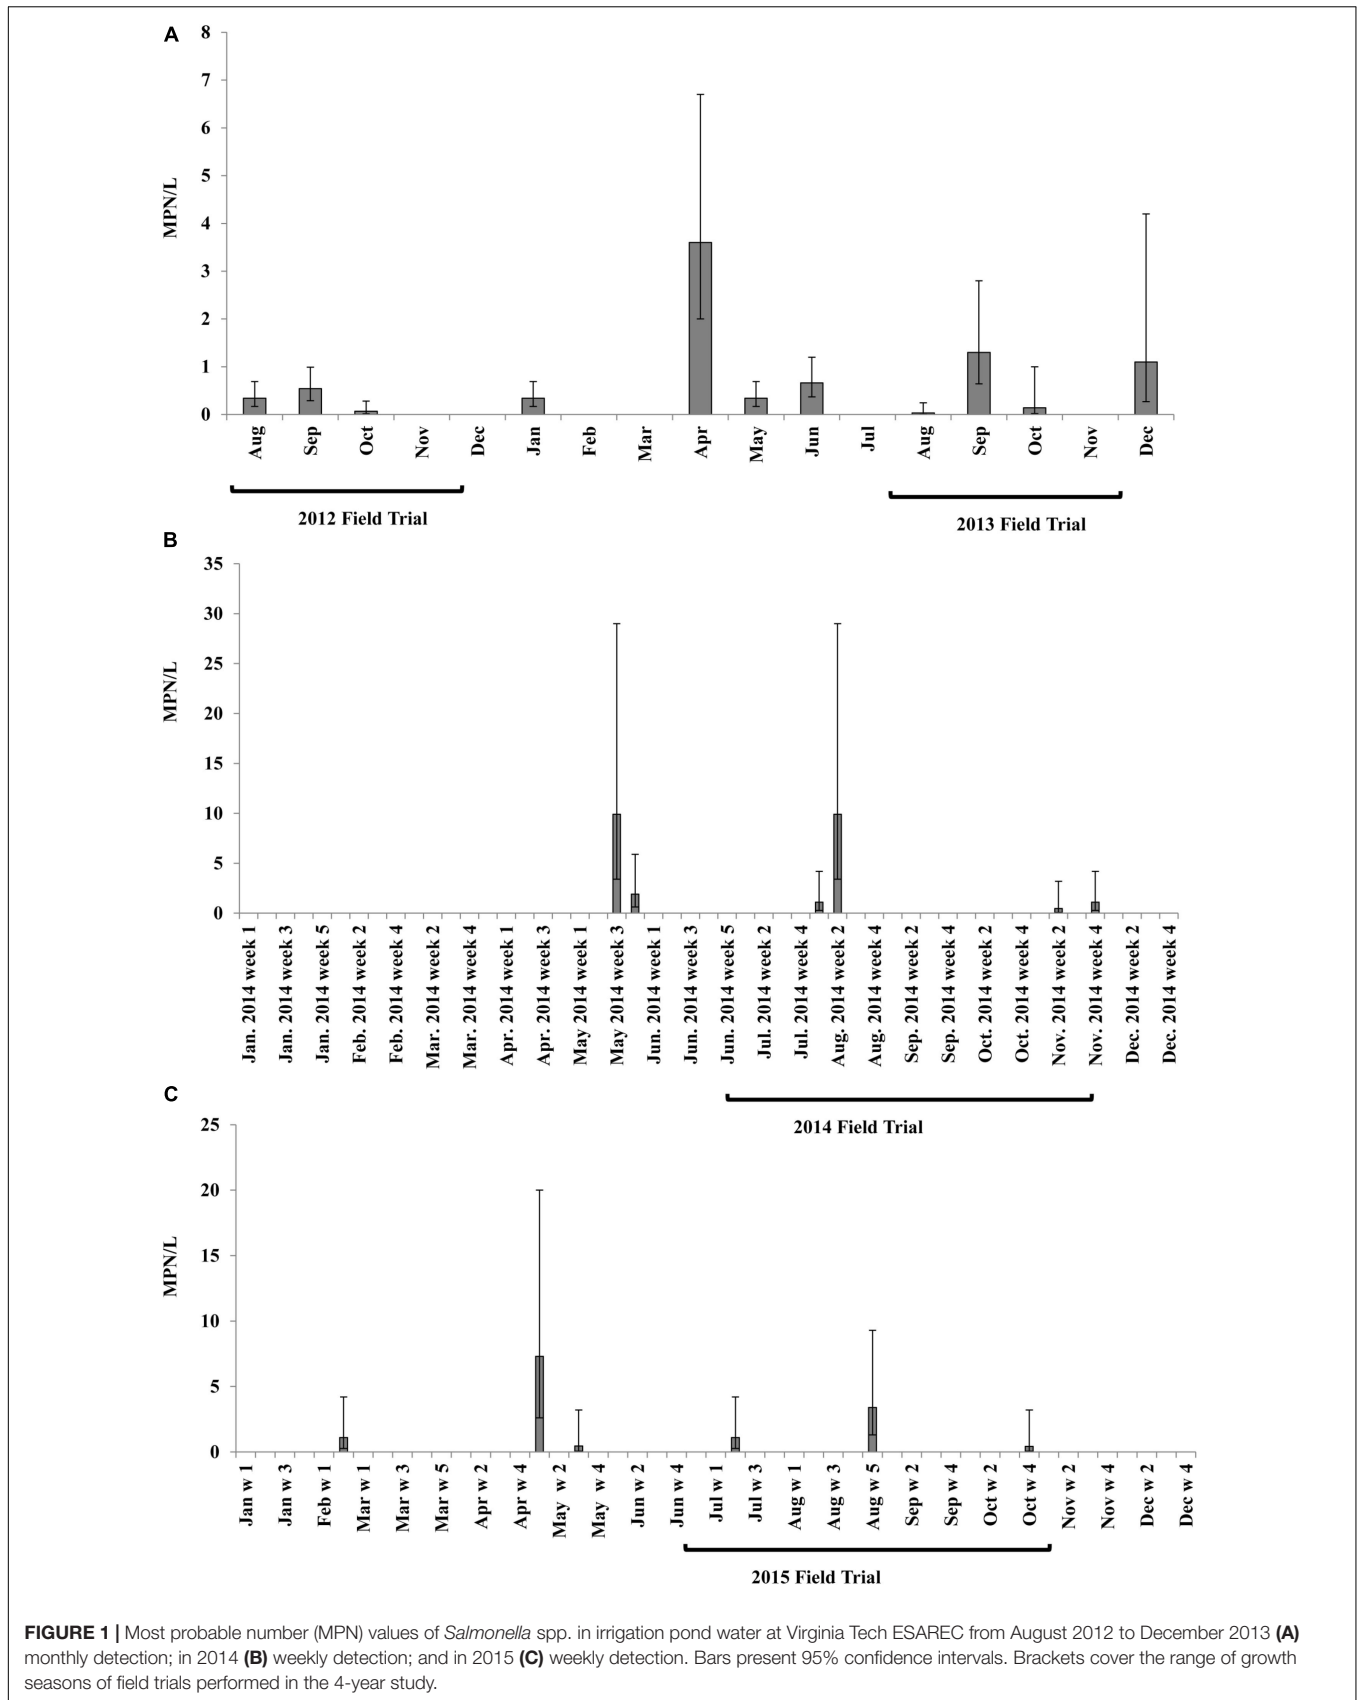 A
8
7
6
5
4
3
2
1
0
MPN/L
Aug
Sep
Oct
Nov
Dec
Jan
Feb
Mar
Apr
May
Jun
Jul
Aug
Sep
Oct
Nov
Dec
2012 Field Trial
2013 Field Trial
B
35
30
25
20
15
10
5
0
MPN/L
Jan. 2014 week 1
Jan. 2014 week 3
Jan. 2014 week 5
Feb. 2014 week 2
Feb. 2014 week 4
Mar. 2014 week 2
Mar. 2014 week 4
Apr. 2014 week 1
Apr. 2014 week 3
May 2014 week 1
May 2014 week 3
Jun. 2014 week 1
Jun. 2014 week 3
Jun. 2014 week 5
Jul. 2014 week 2
Jul. 2014 week 4
Aug. 2014 week 2
Aug. 2014 week 4
Sep. 2014 week 2
Sep. 2014 week 4
Oct. 2014 week 2
Oct. 2014 week 4
Nov. 2014 week 2
Nov. 2014 week 4
Dec. 2014 week 2
Dec. 2014 week 4
2014 Field Trial
C
25
20
15
10
5
0
MPN/L
Jan w 1
Jan w 3
Feb w 1
Mar w 1
Mar w 3
Mar w 5
Apr w 2
Apr w 4
May w 2
May w 4
Jun w 2
Jun w 4
Jul w 1
Jul w 3
Aug w 1
Aug w 3
Aug w 5
Sep w 2
Sep w 4
Oct w 2
Oct w 4
Nov w 2
Nov w 4
Dec w 2
Dec w 4
2015 Field Trial
FIGURE 1 | Most probable number (MPN) values of Salmonella spp. in irrigation pond water at Virginia Tech ESAREC from August 2012 to December 2013 (A)
monthly detection; in 2014 (B) weekly detection; and in 2015 (C) weekly detection. Bars present 95% confidence intervals. Brackets cover the range of growth
seasons of field trials performed in the 4-year study.